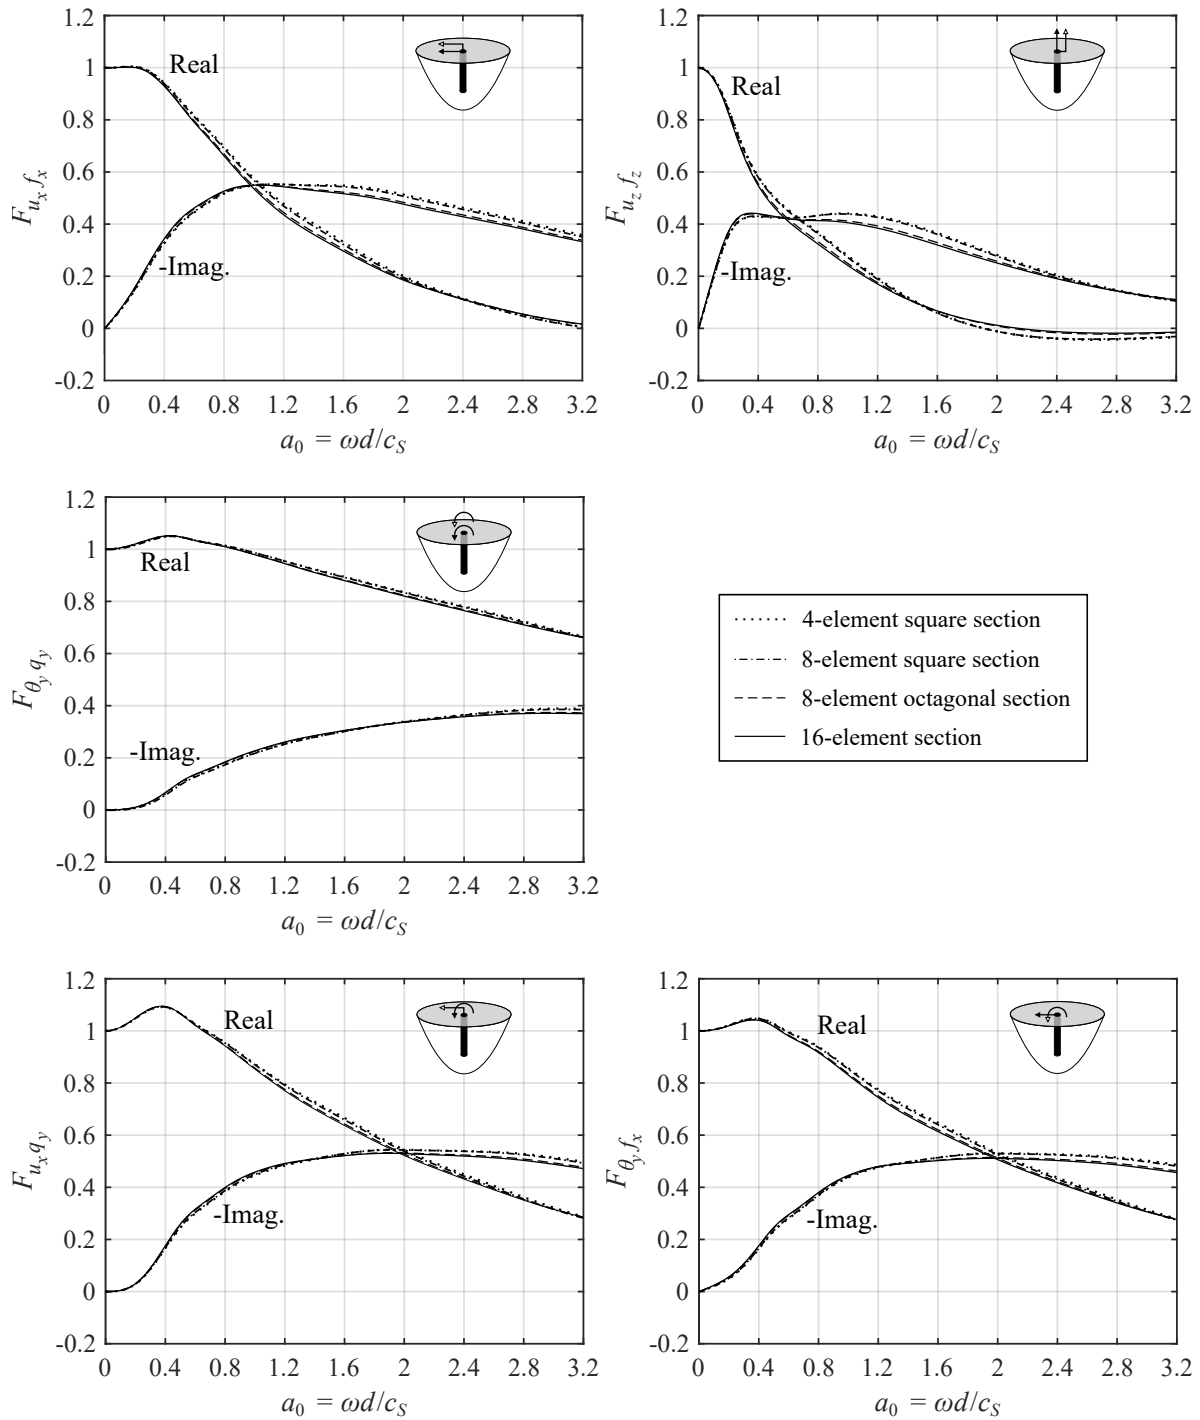 1.2
1
0.8
0.6
0.4
0.2
0
-0.2
F_{u_x f_x}
Real
-Imag.
0 0.4 0.8 1.2 1.6 2 2.4 2.8 3.2
a_0 = ωd/c_S
1.2
1
0.8
0.6
0.4
0.2
0
-0.2
F_{u_z f_z}
Real
-Imag.
0 0.4 0.8 1.2 1.6 2 2.4 2.8 3.2
a_0 = ωd/c_S
1.2
1
0.8
0.6
0.4
0.2
0
-0.2
F_{θ_y q_y}
Real
-Imag.
0 0.4 0.8 1.2 1.6 2 2.4 2.8 3.2
a_0 = ωd/c_S
4-element square section
8-element square section
8-element octagonal section
16-element section
1.2
1
0.8
0.6
0.4
0.2
0
-0.2
F_{u_x q_y}
Real
-Imag.
0 0.4 0.8 1.2 1.6 2 2.4 2.8 3.2
a_0 = ωd/c_S
1.2
1
0.8
0.6
0.4
0.2
0
-0.2
F_{θ_y f_x}
Real
-Imag.
0 0.4 0.8 1.2 1.6 2 2.4 2.8 3.2
a_0 = ωd/c_S